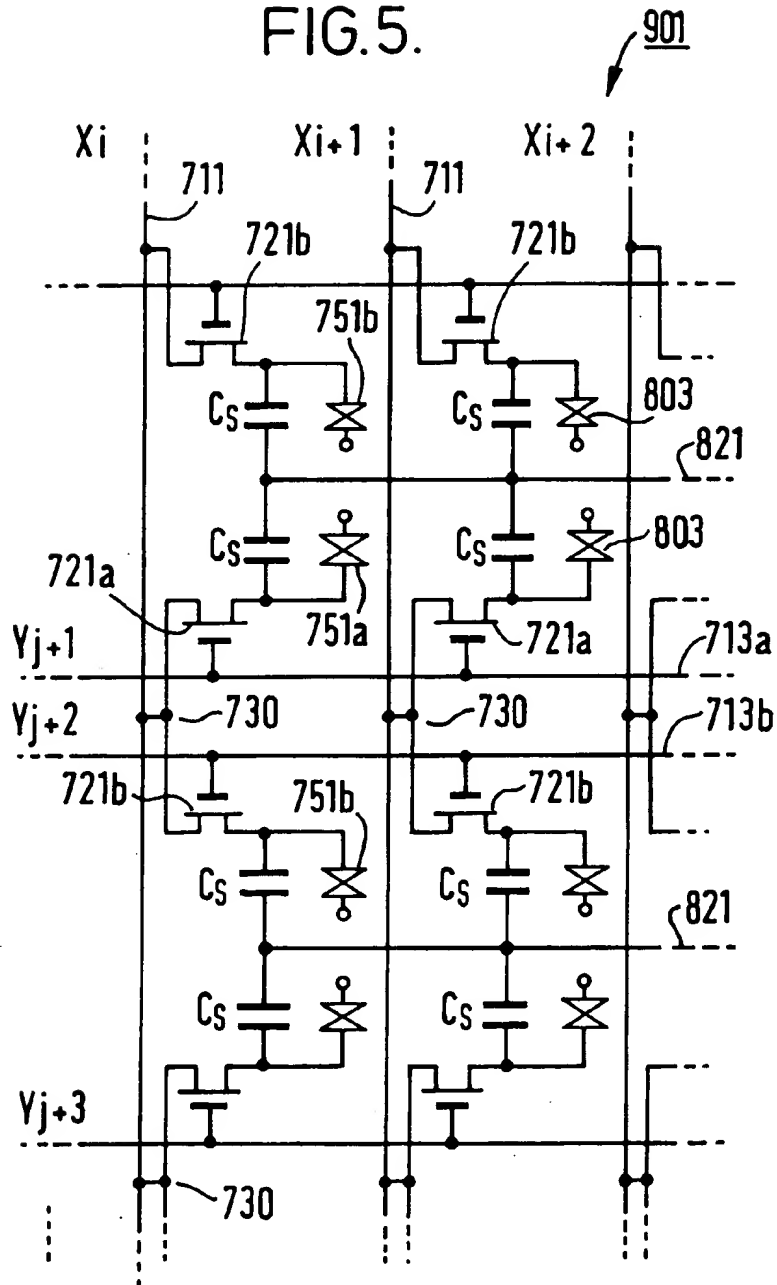 FIG.5.
901
Xi
Xi+1
Xi+2
711
711
721b
721b
751b
803
Cs
Cs
821
Cs
Cs
803
721a
751a
721a
Yj+1
713a
730
730
Yj+2
713b
721b
751b
721b
Cs
Cs
821
Cs
Cs
Yj+3
730